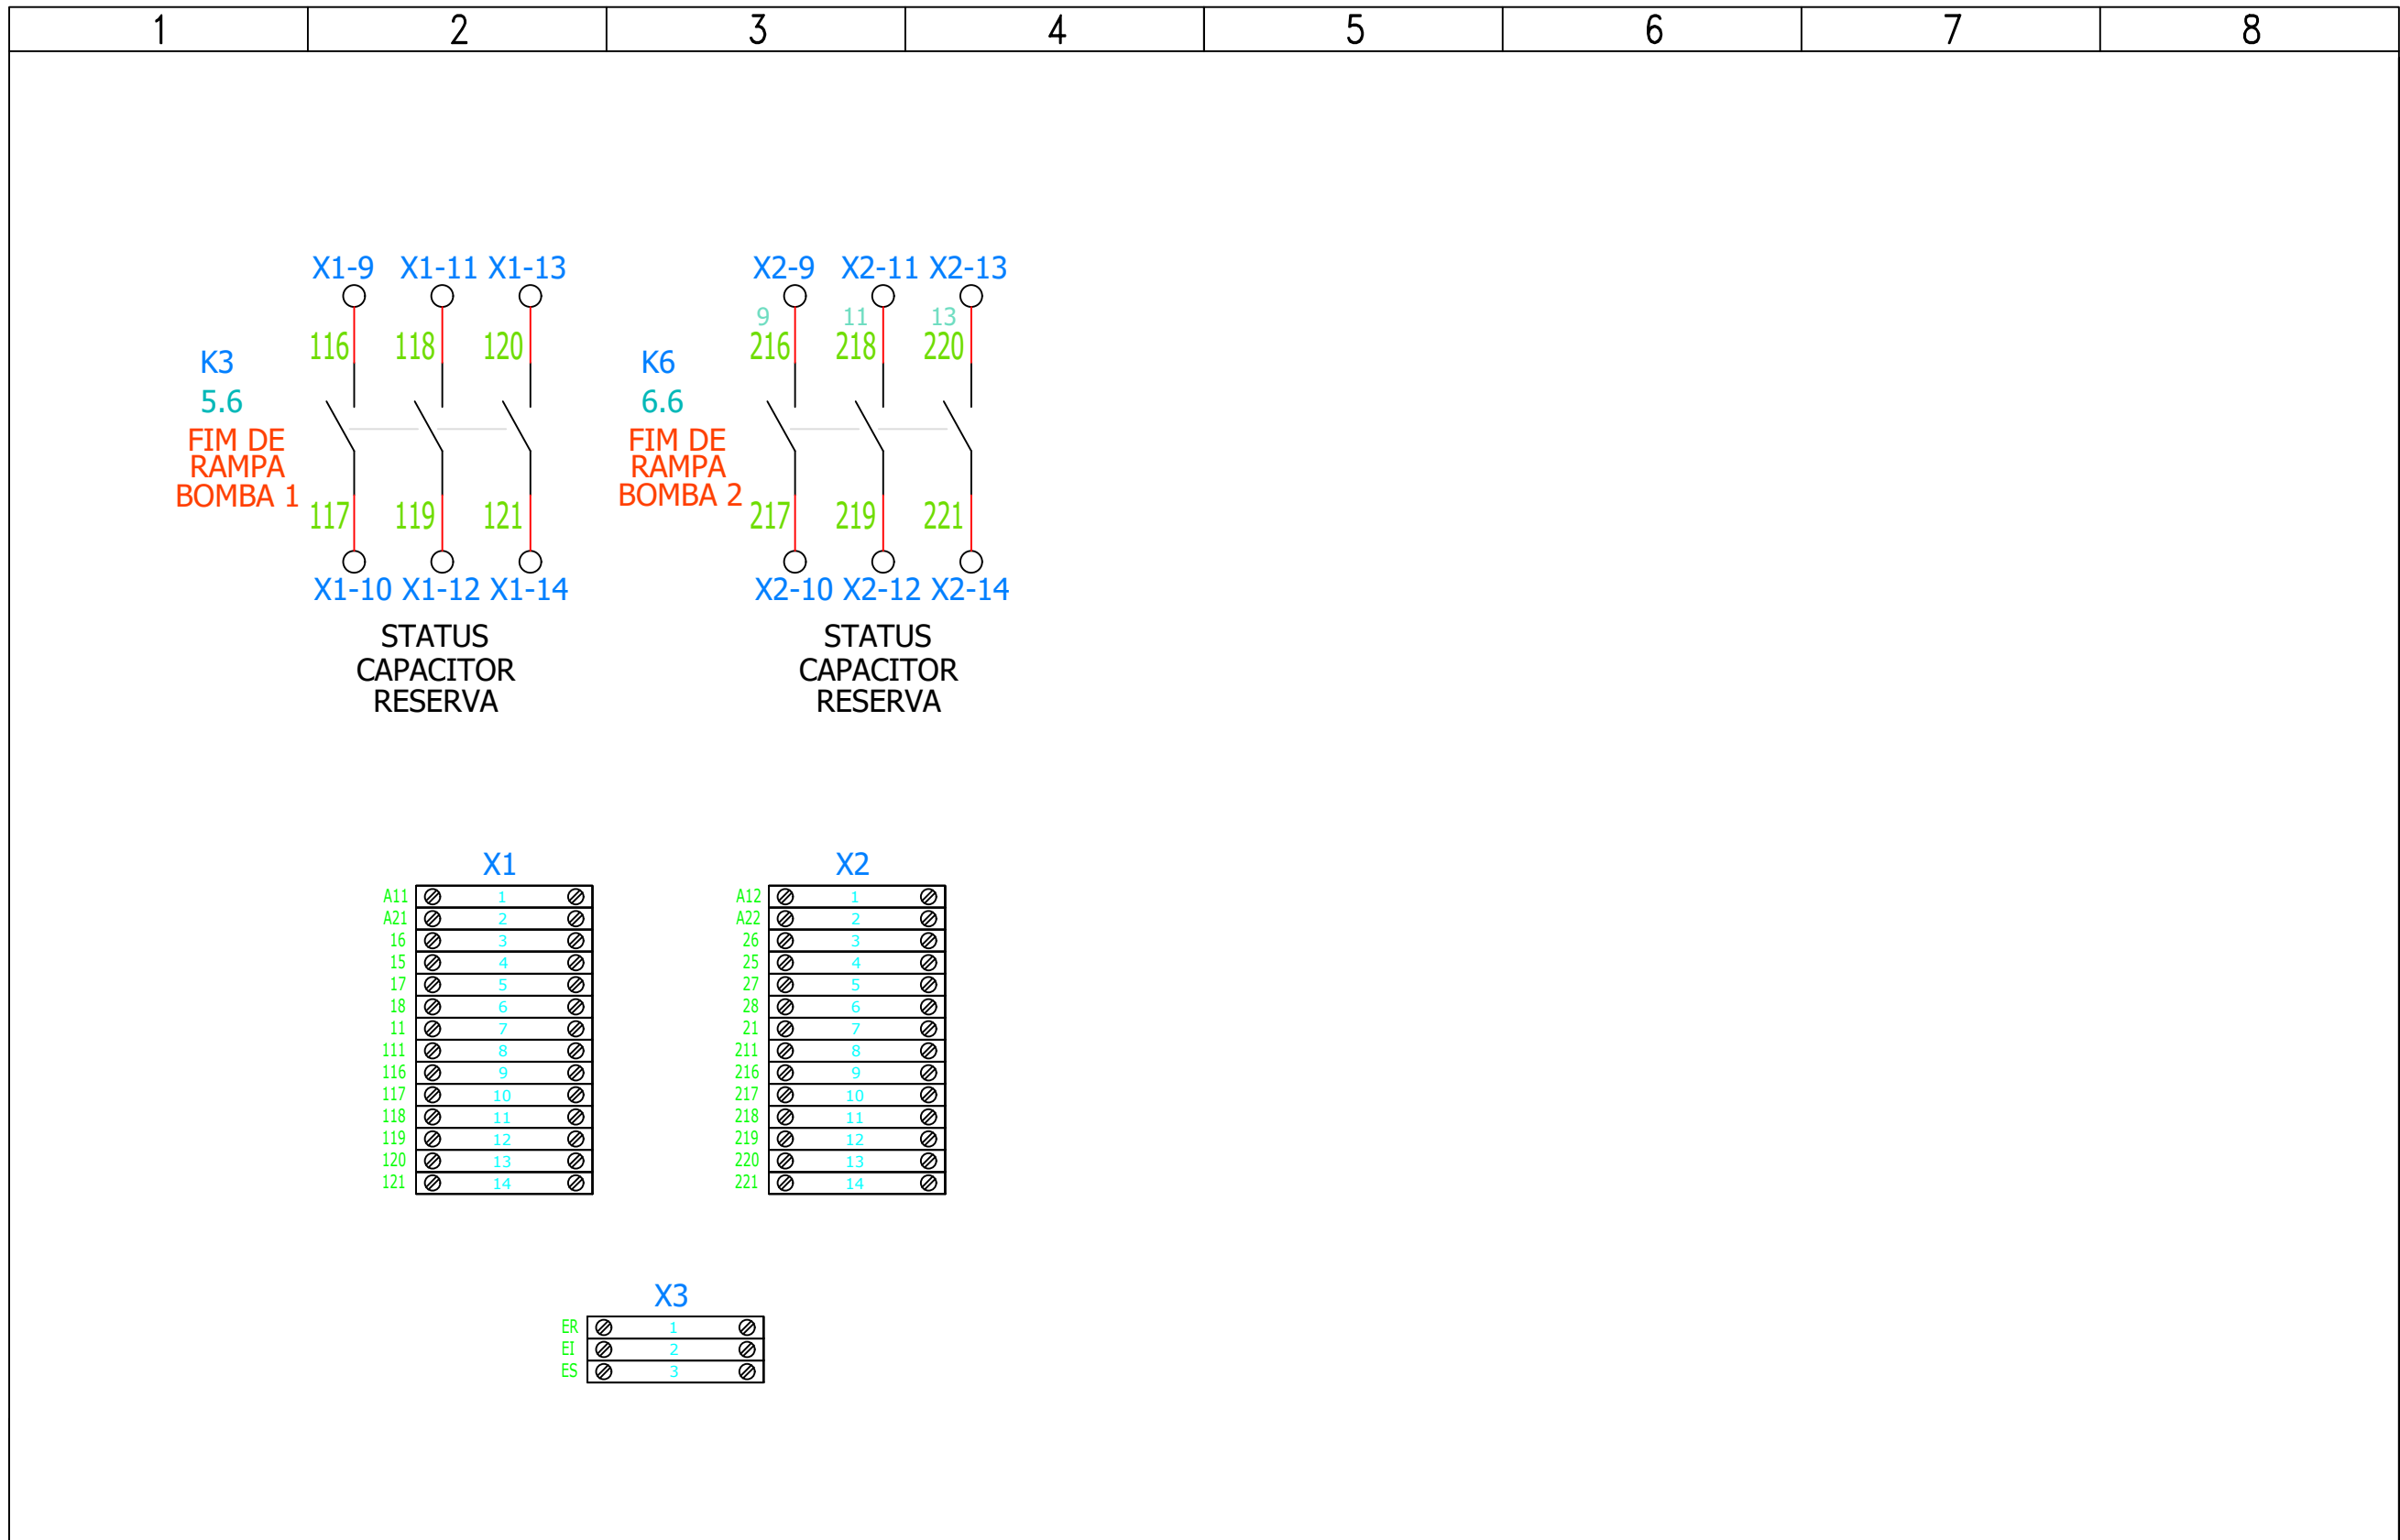 1 2 3 4 5 6 7 8
X1-9 X1-11 X1-13
116 118 120
K3
5.6
FIM DE
RAMPA
BOMBA 1
117 119 121
X1-10 X1-12 X1-14
STATUS
CAPACITOR
RESERVA
X2-9 X2-11 X2-13
9 11 13
216 218 220
K6
6.6
FIM DE
RAMPA
BOMBA 2
217 219 221
X2-10 X2-12 X2-14
STATUS
CAPACITOR
RESERVA
X1
A11 1
A21 2
16 3
15 4
17 5
18 6
11 7
111 8
116 9
117 10
118 11
119 12
120 13
121 14
X2
A12 1
A22 2
26 3
25 4
27 5
28 6
21 7
211 8
216 9
217 10
218 11
219 12
220 13
221 14
X3
ER 1
EI 2
ES 3